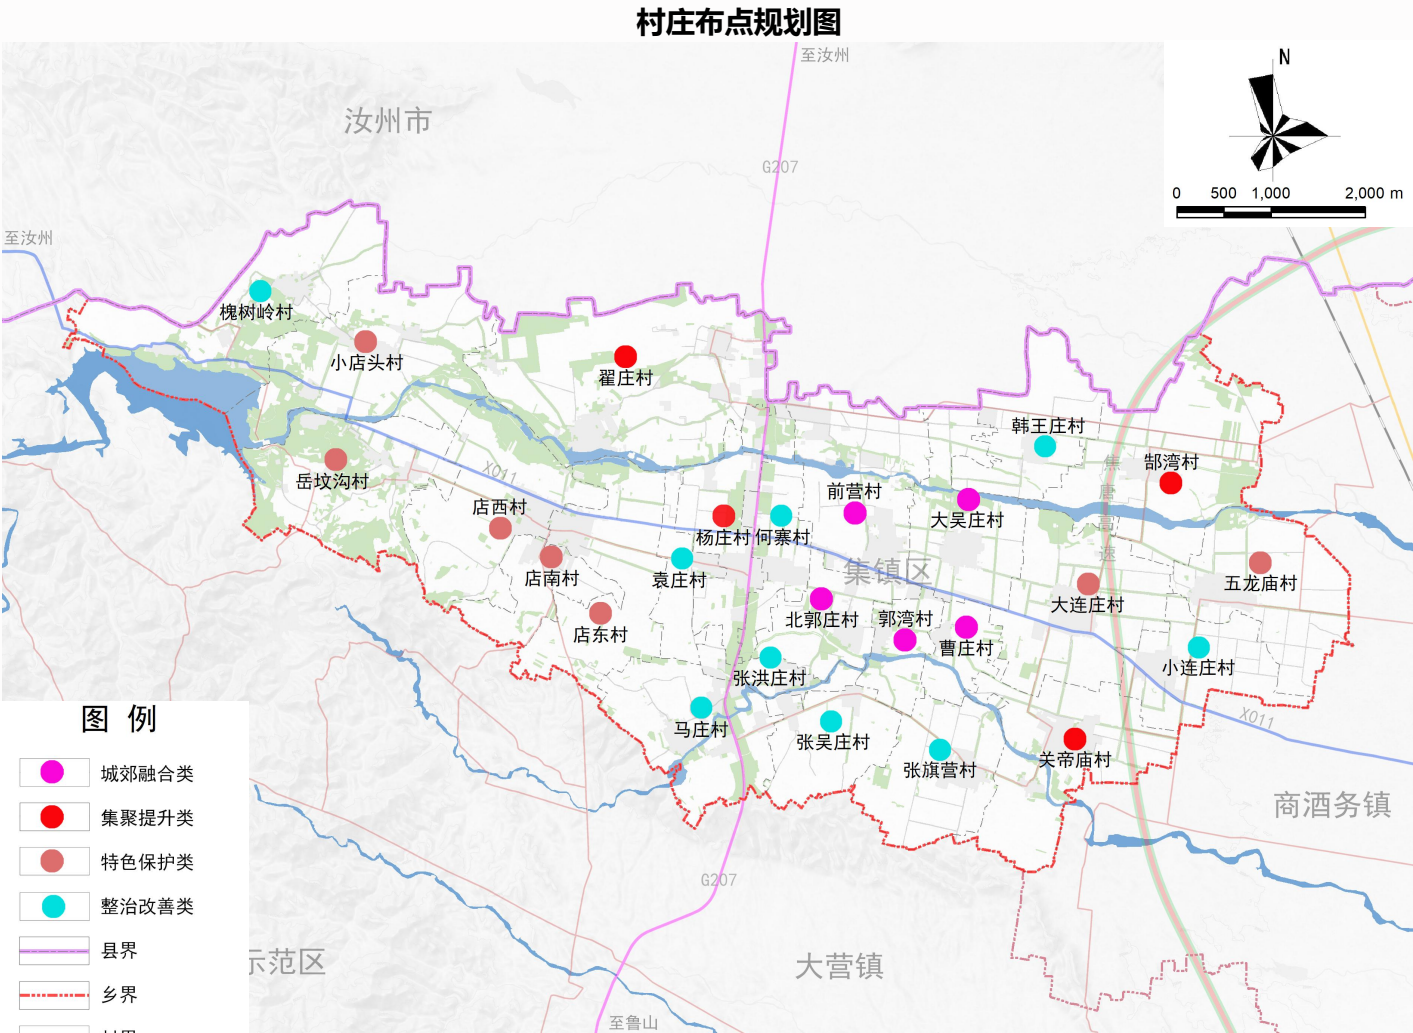 村庄布点规划图
至汝州
N
汝州市
G207
0 500 1,000 2,000 m
至汝州
槐树岭村
小店头村
翟庄村
韩王庄村
岳坟沟村
X011
郜湾村
店西村
前营村
大吴庄村
焦唐高速
杨庄村
何寨村
店南村
袁庄村
集镇区
五龙庙村
大连庄村
店东村
北郭庄村
郭湾村
曹庄村
张洪庄村
小连庄村
马庄村
张吴庄村
X011
张旗营村
关帝庙村
图 例
城郊融合类
集聚提升类
特色保护类
整治改善类
县界
乡界
商酒务镇
G207
示范区
大营镇
至鲁山